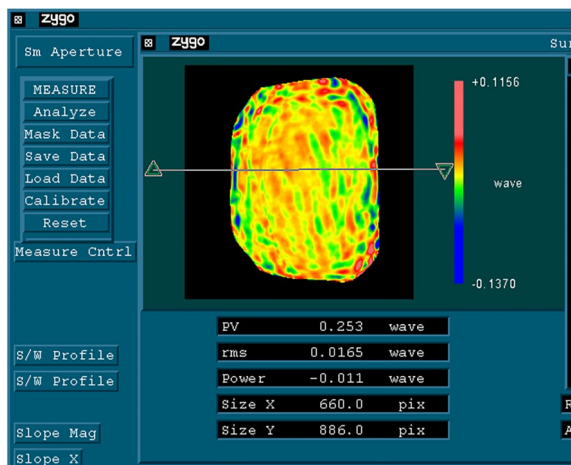 zygo
Sm Aperture
zygo
Sur
MEASURE
Analyze
Mask Data
Save Data
Load Data
Calibrate
Reset
Measure Cntrl
+0.1156
wave
-0.1370
PV 0.253 wave
rms 0.0165 wave
Power -0.011 wave
Size X 660.0 pix
Size Y 886.0 pix
S/W Profile
S/W Profile
Slope Mag
Slope X
R
A